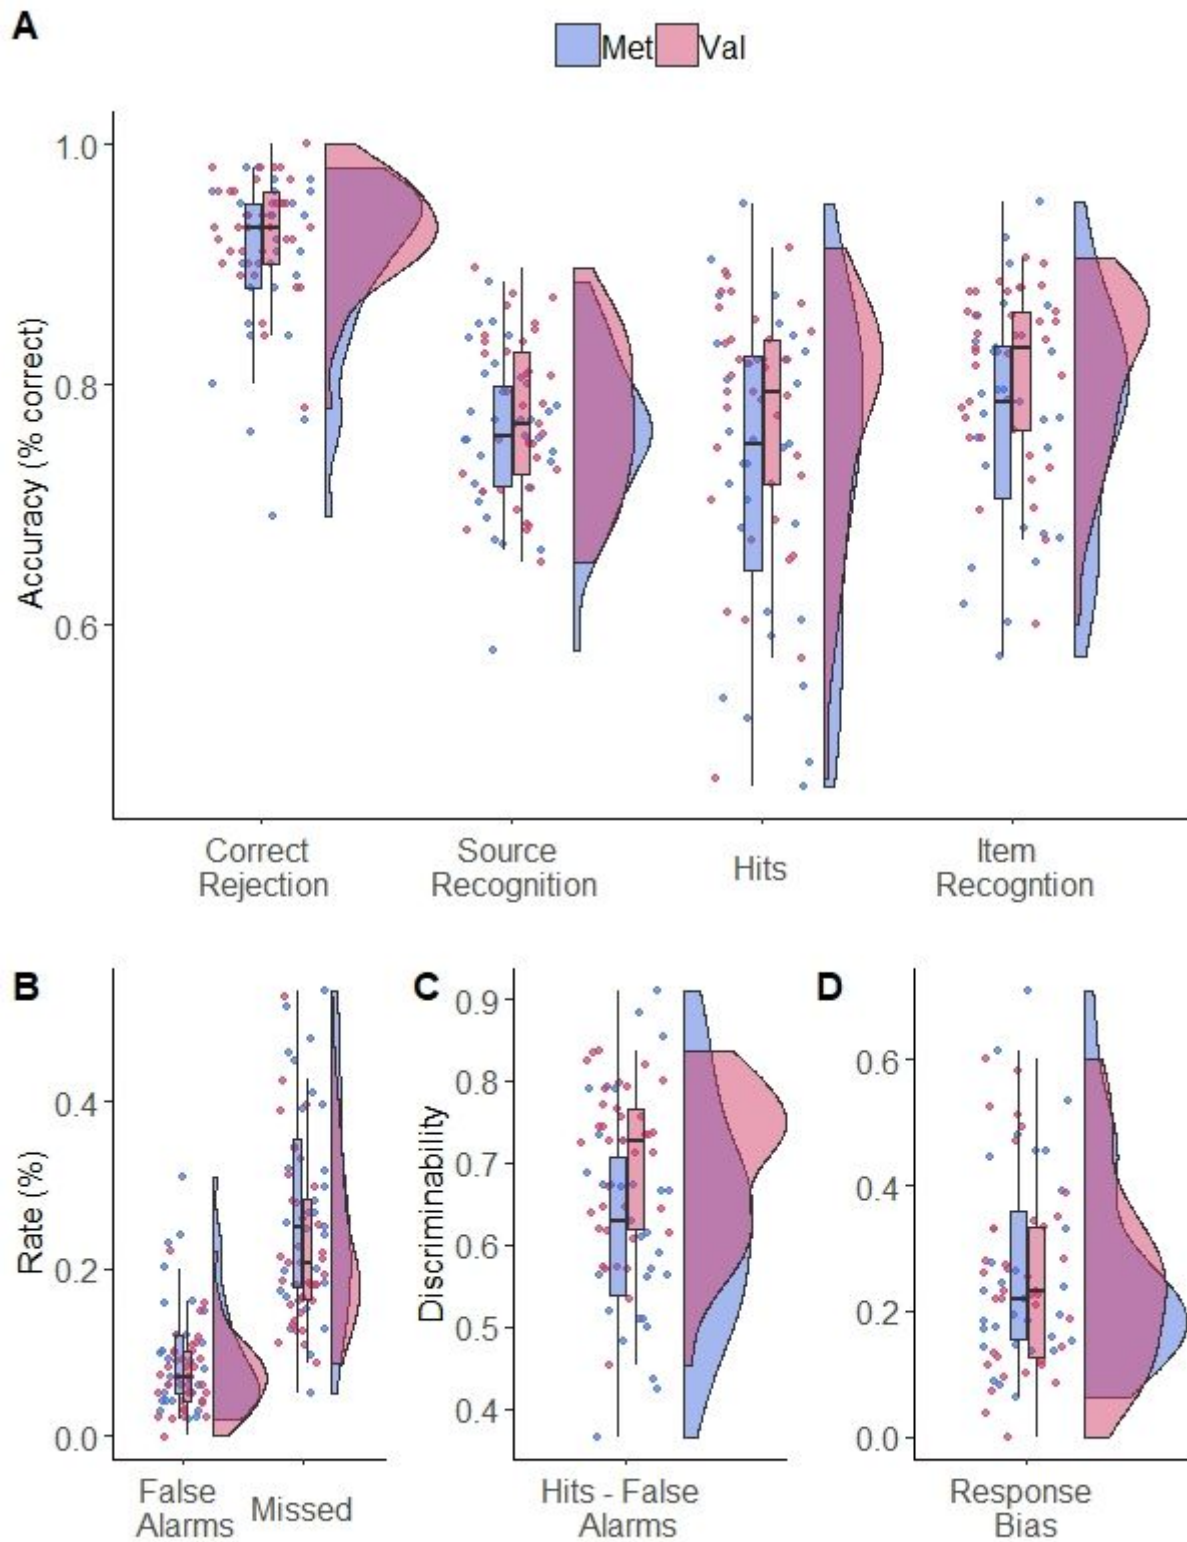 A
Met Val
Accuracy (% correct)
1.0
0.8
0.6
Correct
Rejection
Source
Recognition
Hits
Item
Recogntion
B
Rate (%)
0.4
0.2
0.0
False
Alarms
Missed
C
Discriminability
0.9
0.8
0.7
0.6
0.5
0.4
Hits - False
Alarms
D
0.6
0.4
0.2
0.0
Response
Bias